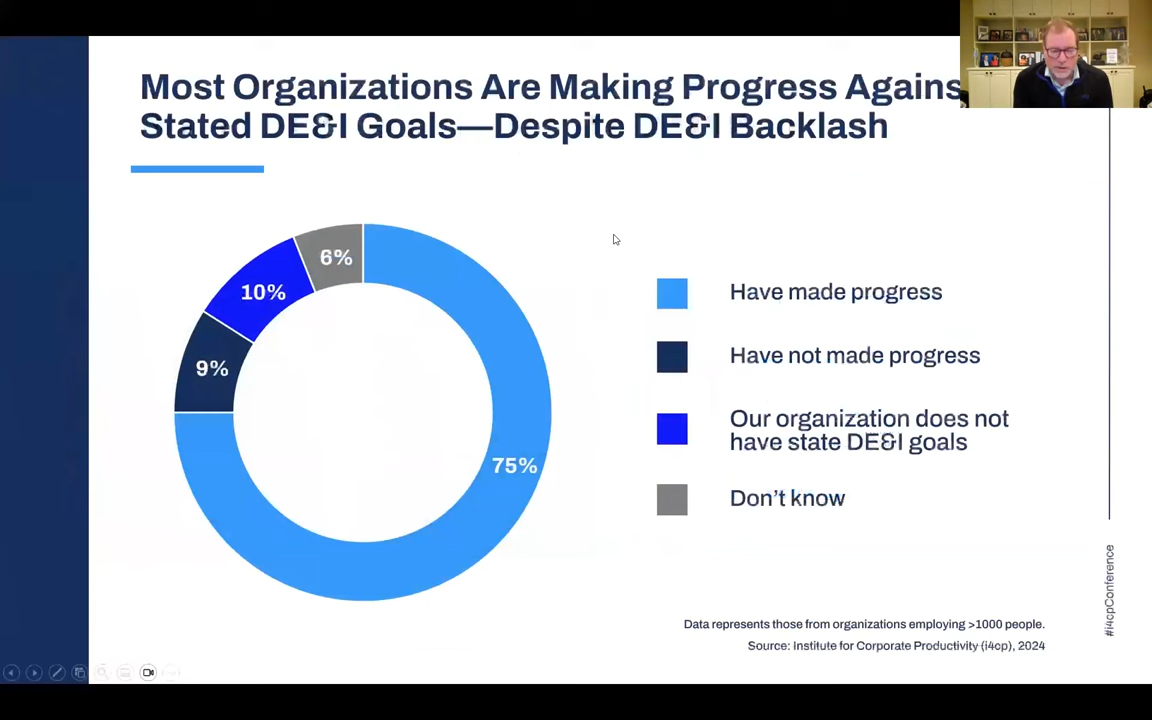 Most Organizations Are Making Progress Agains
Stated DE&I Goals—Despite DE&I Backlash
6%
10%
9%
75%
Have made progress
Have not made progress
Our organization does not
have state DE&I goals
Don't know
Data represents those from organizations employing >1000 people.
Source: Institute for Corporate Productivity (i4cp), 2024
#i4cpConference